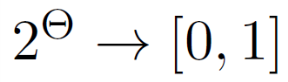 2^Θ → [0, 1]